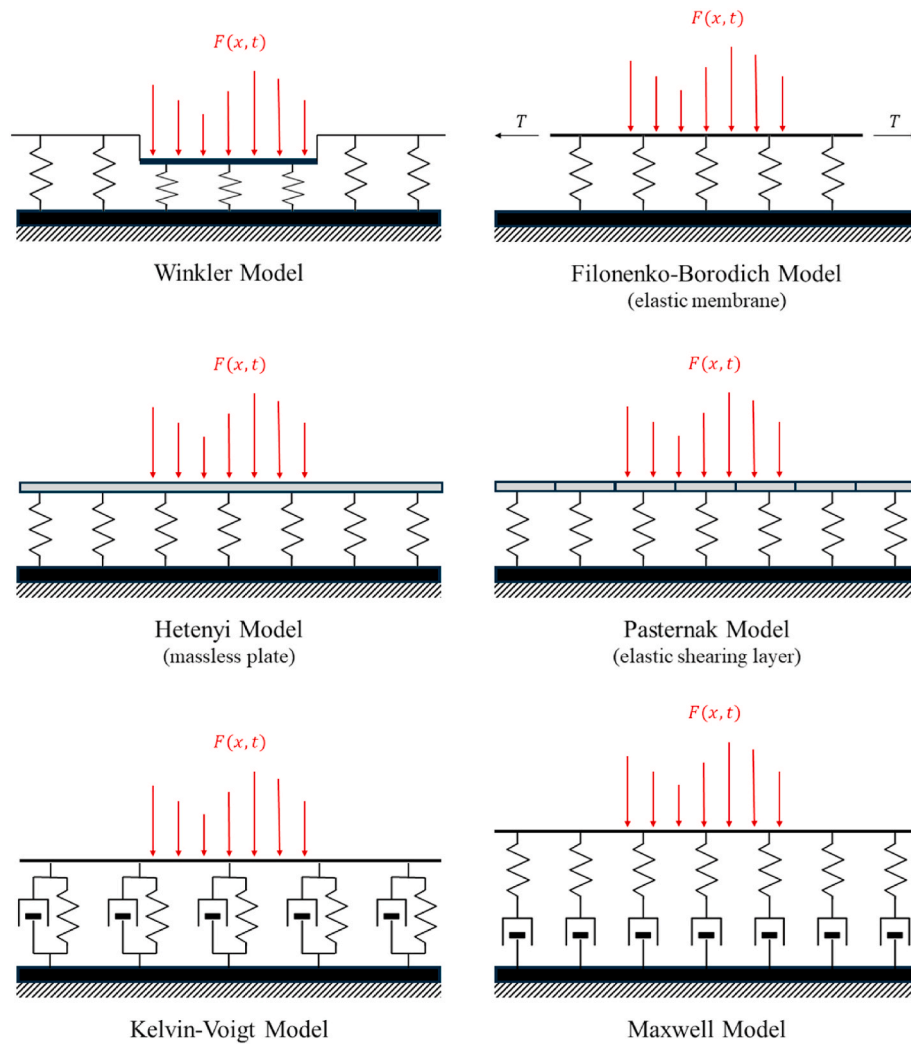 F(x,t)
F(x,t)
T
T
Winkler Model
Filonenko-Borodich Model
(elastic membrane)
F(x,t)
F(x,t)
Hetenyi Model
(massless plate)
Pasternak Model
(elastic shearing layer)
F(x,t)
F(x,t)
Kelvin-Voigt Model
Maxwell Model